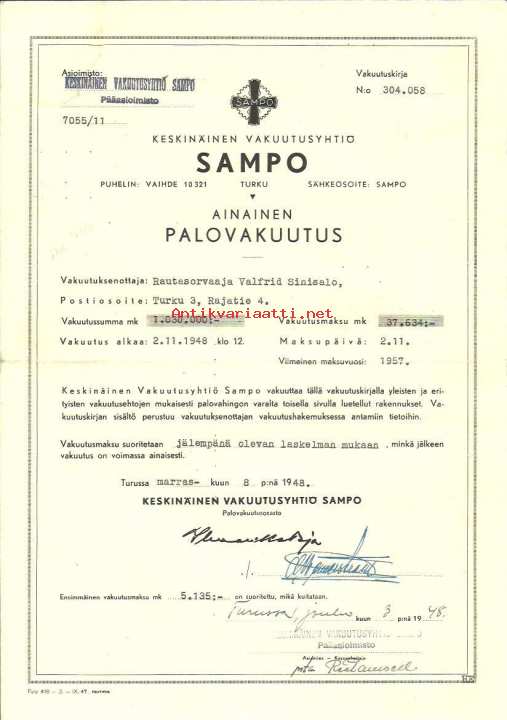 Asioimisto:
KESKINÄINEN VAKUUTUSYHTIÖ SAMPO
Pääasioimisto
7055/11
Vakuutuskirja
N:o 304.058
SAMPO
KESKINÄINEN VAKUUTUSYHTIÖ
SAMPO
PUHELIN: VAIHDE 10321 TURKU SÄHKEOSOITE: SAMPO
AINAINEN
PALOVAKUUTUS
Vakuutuksenottaja: Rautasorvaaja Valfrid Sinisalo,
Postiosoite: Turku 3, Rajatie 4.
Antikvariaatti.net
Vakuutussumma mk 1.030.000:- Vakuutusmaksu mk 37.634:-
Vakuutus alkaa: 2.11.1948 klo 12. Maksupäivä: 2.11.
Viimeinen maksuvuosi: 1957.
Keskinäinen Vakuutusyhtiö Sampo vakuuttaa tällä vakuutuskirjalla yleisten ja eri-
tyisten vakuutusehtojen mukaisesti palovahingon varalta toisella sivulla luetellut rakennukset. Va-
kuutuskirjan sisältö perustuu vakuutuksenottajan vakuutushakemuksessa antamiin tietoihin.
Vakuutusmaksu suoritetaan jälempänä olevan laskelman mukaan, minkä jälkeen
vakuutus on voimassa ainaisesti.
Turussa marras- kuun 8 p:nä 1948.
KESKINÄINEN VAKUUTUSYHTIÖ SAMPO
Palovakuutusosasto
Ensimmäinen vakuutusmaksu mk 5.135:- on suoritettu, mikä kuitataan.
Turussa, joulu kuun 3 p:nä 1948.
KESKINÄINEN VAKUUTUSYHTIÖ
Pääasioimisto